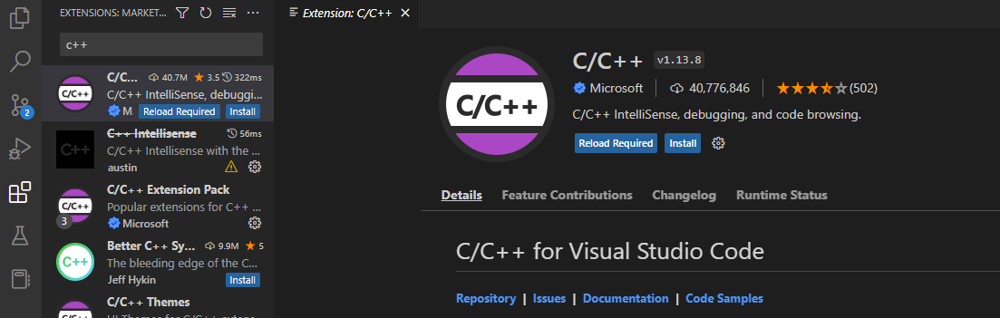 EXTENSIONS: MARKET...
c++
C/C...
40.7M
3.5
322ms
C/C++ IntelliSense, debuggi...
M
Reload Required
Install
C++
C++ Intellisense
56ms
C/C++ Intellisense with the ...
austin
C/C++
3
C/C++ Extension Pack
Popular extensions for C++ ...
Microsoft
C++
Better C++ Sy...
9.9M
5
The bleeding edge of the C...
Jeff Hykin
Install
C/C++ Themes
2
Extension: C/C++
C/C++
C/C++ v1.13.8
Microsoft | 40,776,846 | (502)
C/C++ IntelliSense, debugging, and code browsing.
Reload Required Install
Details Feature Contributions Changelog Runtime Status
C/C++ for Visual Studio Code
Repository | Issues | Documentation | Code Samples